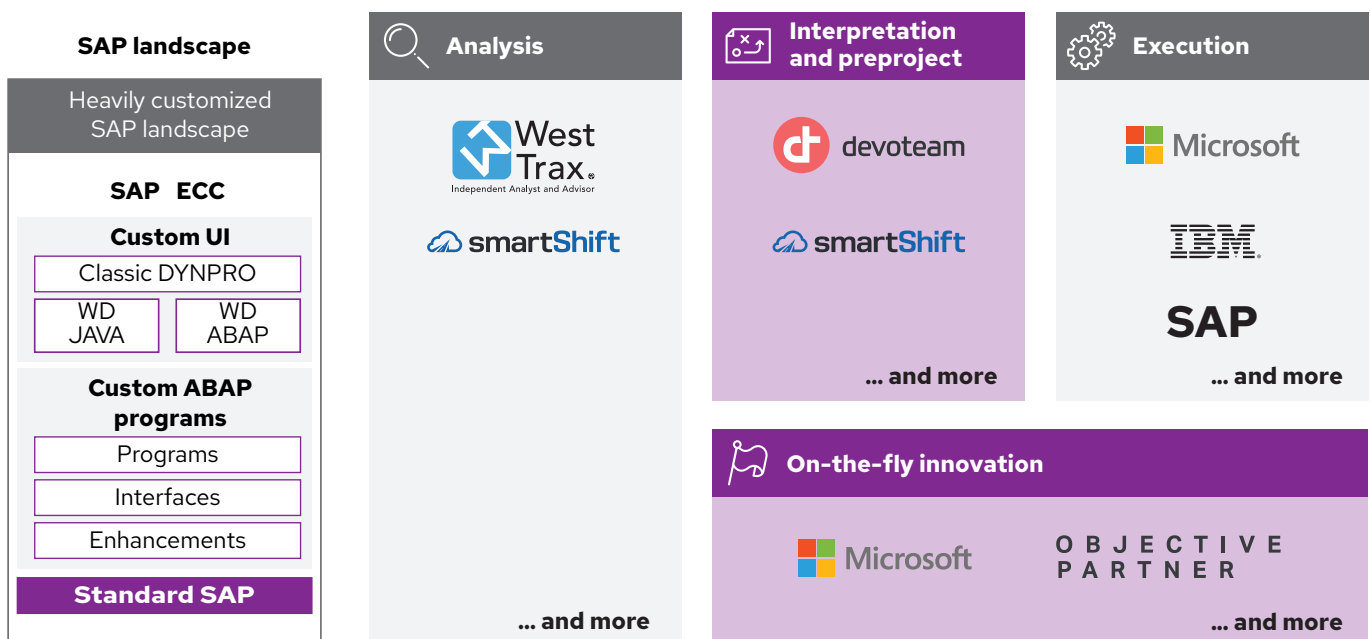 SAP landscape
Heavily customized
SAP landscape
SAP ECC
Custom UI
Classic DYNPRO
WD
JAVA
WD
ABAP
Custom ABAP
programs
Programs
Interfaces
Enhancements
Standard SAP
Analysis
West
Trax.®
Independent Analyst and Advisor
smartShift
... and more
Interpretation
and preproject
devoteam
smartShift
... and more
Execution
Microsoft
IBM®
SAP
... and more
On-the-fly innovation
Microsoft
OBJECTIVE
PARTNER
... and more